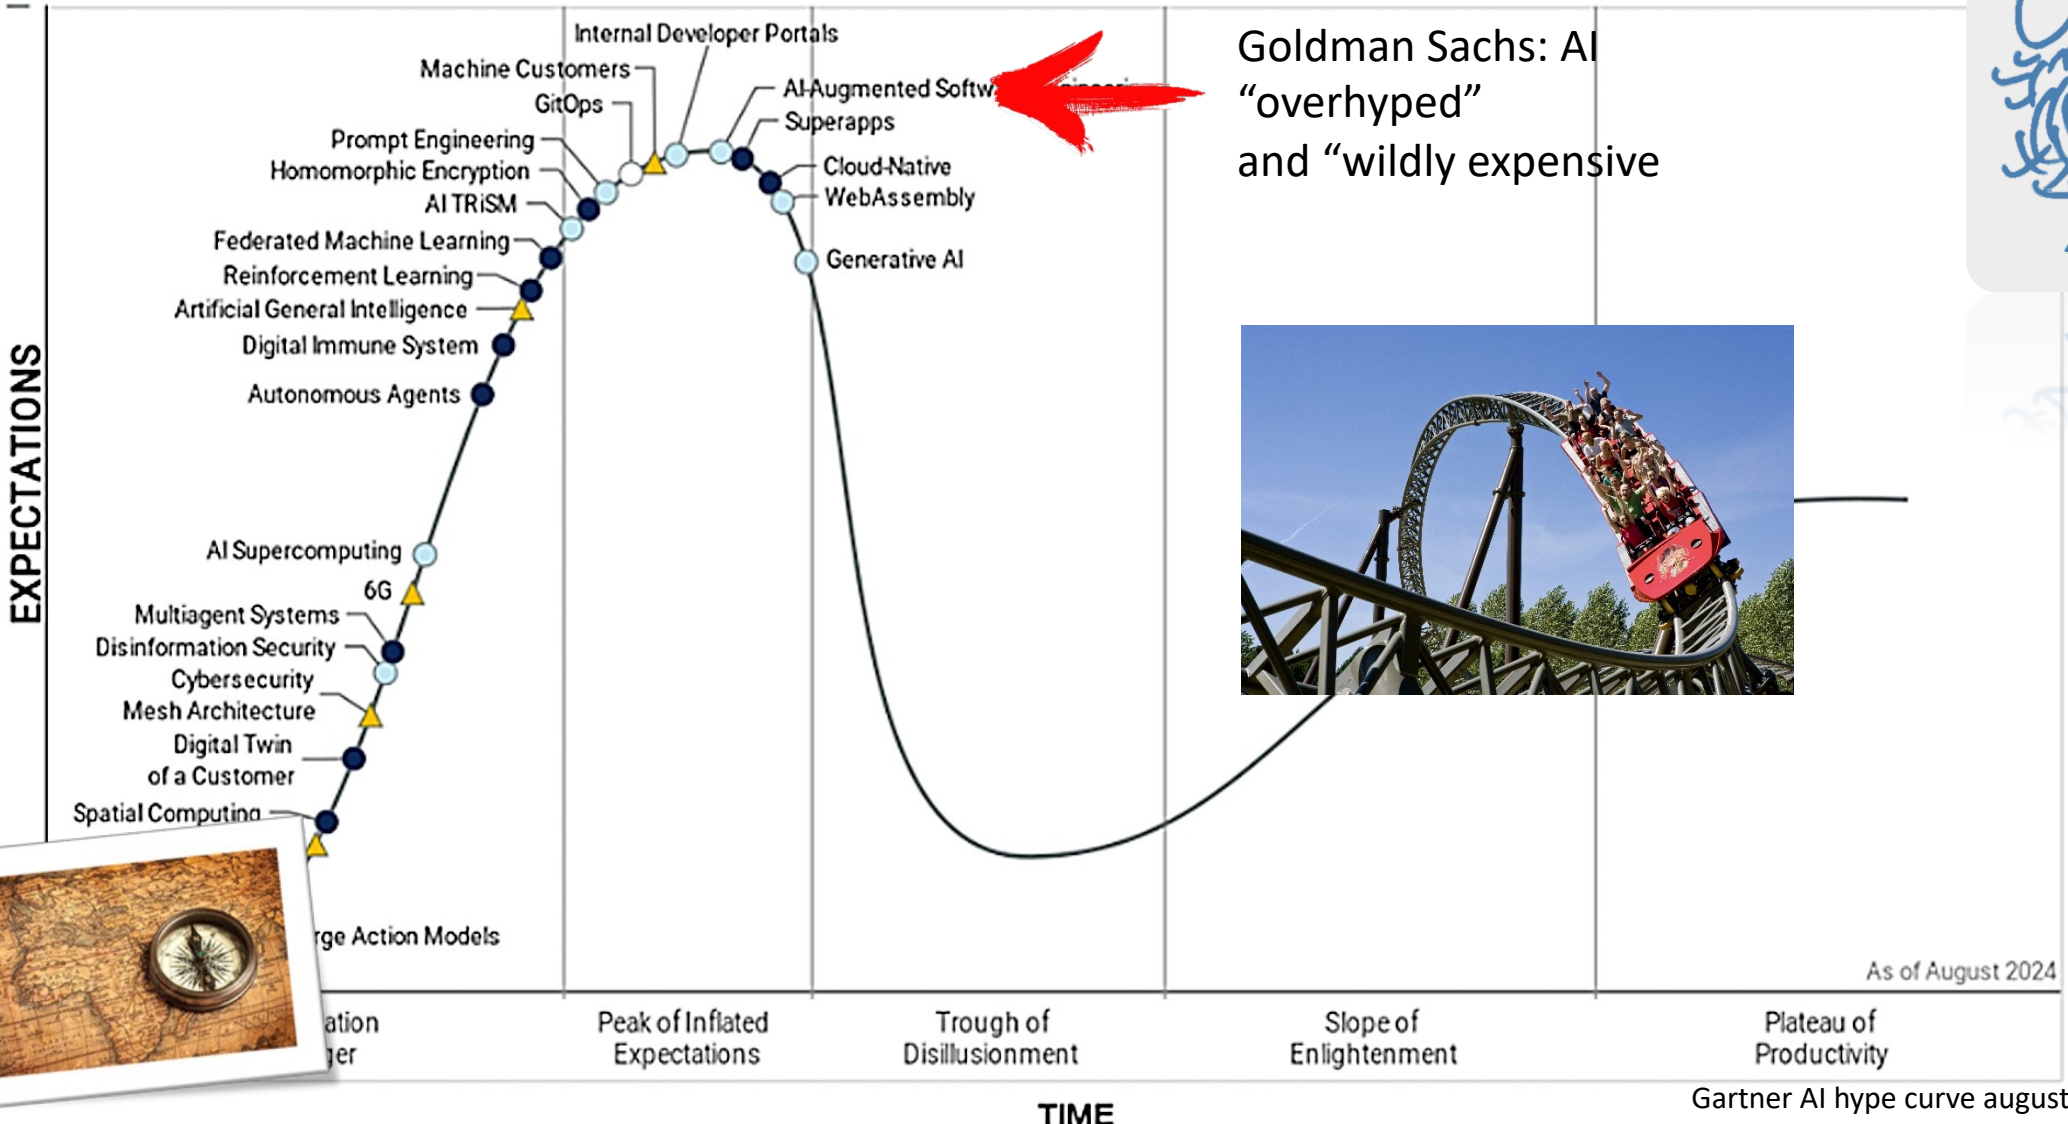 Internal Developer Portals
Machine Customers
GitOps
Prompt Engineering
Homomorphic Encryption
AI TRiSM
Federated Machine Learning
Reinforcement Learning
Artificial General Intelligence
Digital Immune System
Autonomous Agents
AI Supercomputing
6G
Multiagent Systems
Disinformation Security
Cybersecurity
Mesh Architecture
Digital Twin
of a Customer
Spatial Computing
Action Models
AI-Augmented
Superapps
Cloud-Native
WebAssembly
Generative AI
Goldman Sachs: AI
“overhyped”
and “wildly expensive
EXPECTATIONS
As of August 2024
Peak of Inflated
Expectations
Trough of
Disillusionment
Slope of
Enlightenment
Plateau of
Productivity
TIME
Gartner AI hype curve august